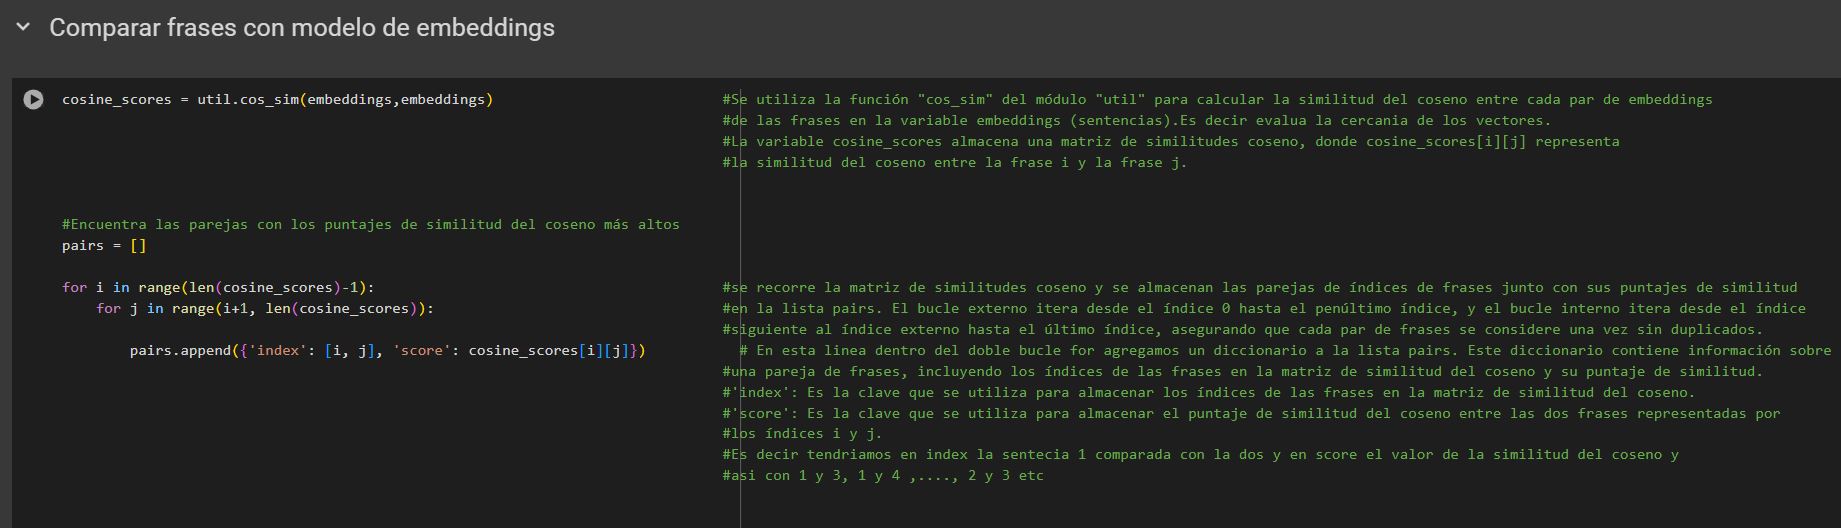 Comparar frases con modelo de embeddings
cosine_scores = util.cos_sim(embeddings,embeddings) #Se utiliza la función "cos_sim" del módulo "util" para calcular la similitud del coseno entre cada par de embeddings
#de las frases en la variable embeddings (sentencias).Es decir evalua la cercania de los vectores.
#La variable cosine_scores almacena una matriz de similitudes coseno, donde cosine_scores[i][j] representa
#la similitud del coseno entre la frase i y la frase j.
#Encuentra las parejas con los puntajes de similitud del coseno más altos
pairs = []
for i in range(len(cosine_scores)-1): #se recorre la matriz de similitudes coseno y se almacenan las parejas de índices de frases junto con sus puntajes de similitud
for j in range(i+1, len(cosine_scores)): #en la lista pairs. El bucle externo itera desde el índice 0 hasta el penúltimo índice, y el bucle interno itera desde el índice
#siguiente al índice externo hasta el último índice, asegurando que cada par de frases se considere una vez sin duplicados.
pairs.append({'index': [i, j], 'score': cosine_scores[i][j]}) # En esta linea dentro del doble bucle for agregamos un diccionario a la lista pairs. Este diccionario contiene información sobre
#una pareja de frases, incluyendo los índices de las frases en la matriz de similitud del coseno y su puntaje de similitud.
#'index': Es la clave que se utiliza para almacenar los índices de las frases en la matriz de similitud del coseno.
#'score': Es la clave que se utiliza para almacenar el puntaje de similitud del coseno entre las dos frases representadas por
#los índices i y j.
#Es decir tendriamos en index la sentecia 1 comparada con la dos y en score el valor de la similitud del coseno y
#asi con 1 y 3, 1 y 4 ,...., 2 y 3 etc